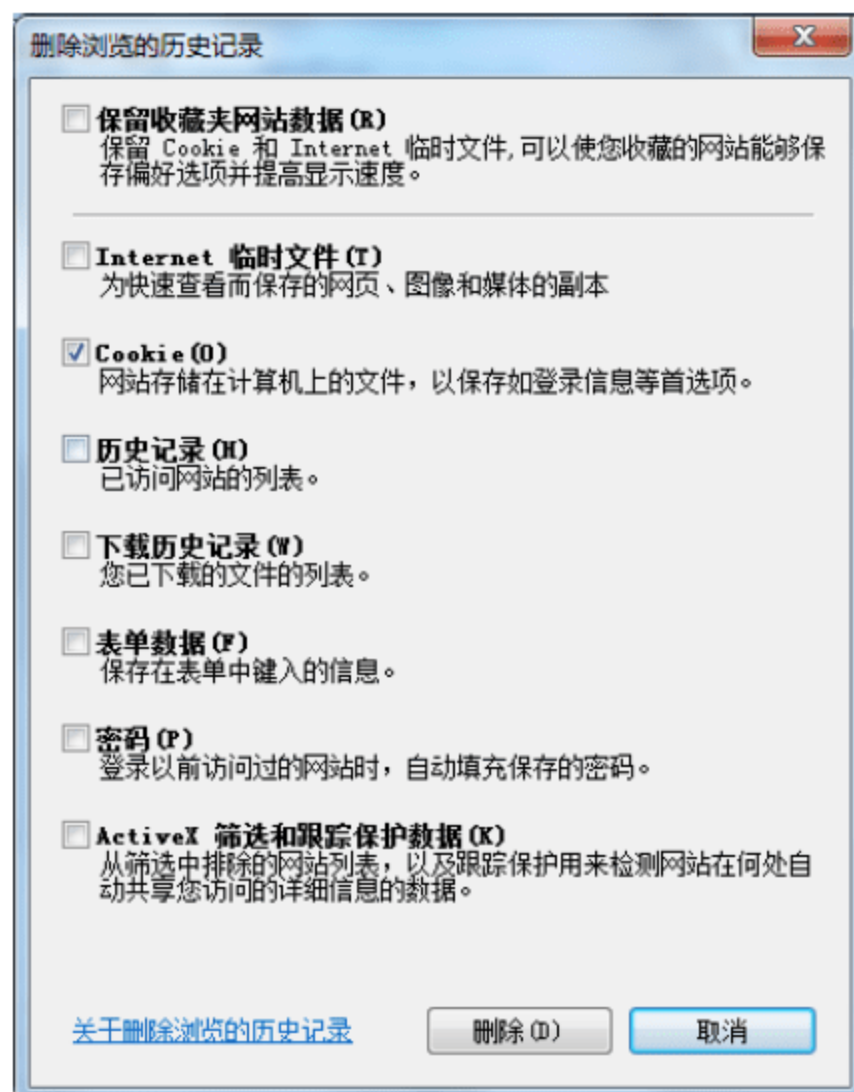 删除浏览的历史记录
保留收藏夹网站数据(R)
保留 Cookie 和 Internet 临时文件,可以使您收藏的网站能够保
存偏好选项并提高显示速度。
Internet 临时文件(T)
为快速查看而保存的网页、图像和媒体的副本
Cookie(O)
网站存储在计算机上的文件，以保存如登录信息等首选项。
历史记录(H)
已访问网站的列表。
下载历史记录(W)
您已下载的文件的列表。
表单数据(F)
保存在表单中键入的信息。
密码(P)
登录以前访问过的网站时，自动填充保存的密码。
ActiveX 筛选和跟踪保护数据(K)
从筛选中排除的网站列表，以及跟踪保护用来检测网站在何处自
动共享您访问的详细信息的数据。
关于删除浏览的历史记录
删除(D)
取消